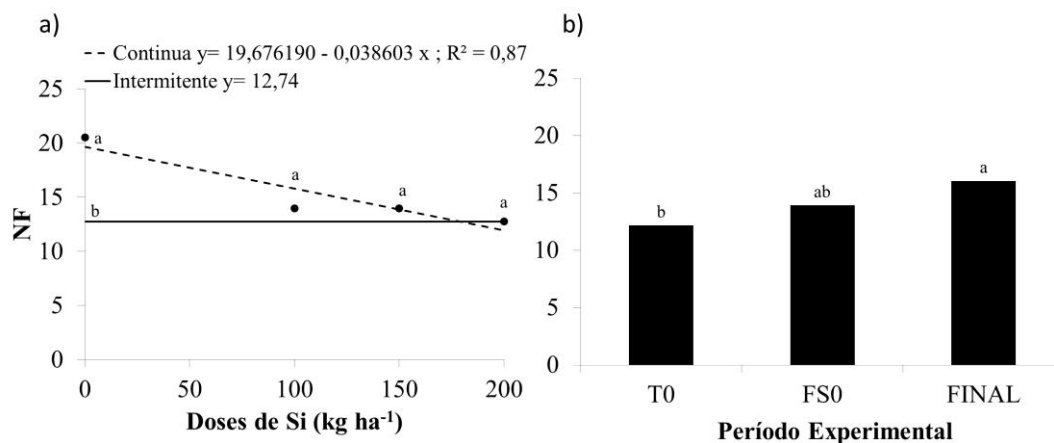 a)
Continua y= 19,676190 - 0,038603 x ; R² = 0,87
Intermitente y= 12,74
25
20
15
10
5
0
NF
a
b
a
a
a
0
50
100
150
200
Doses de Si (kg ha⁻¹)
b)
25
20
15
10
5
0
b
ab
a
T0
FS0
FINAL
Período Experimental